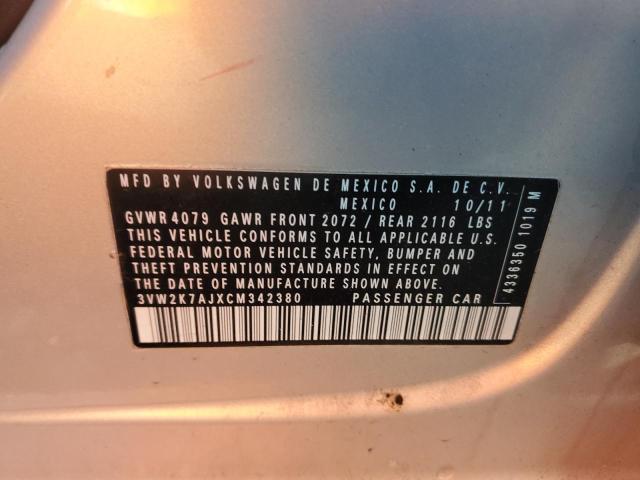 MFD BY VOLKSWAGEN DE MEXICO S.A. DE C.V.
MEXICO 10/11
GVWR 4079 GAWR FRONT 2072 / REAR 2116 LBS
THIS VEHICLE CONFORMS TO ALL APPLICABLE U.S.
FEDERAL MOTOR VEHICLE SAFETY, BUMPER AND
THEFT PREVENTION STANDARDS IN EFFECT ON
THE DATE OF MANUFACTURE SHOWN ABOVE.
3VW2K7AJXCM342380 PASSENGER CAR
4336350 1019 M